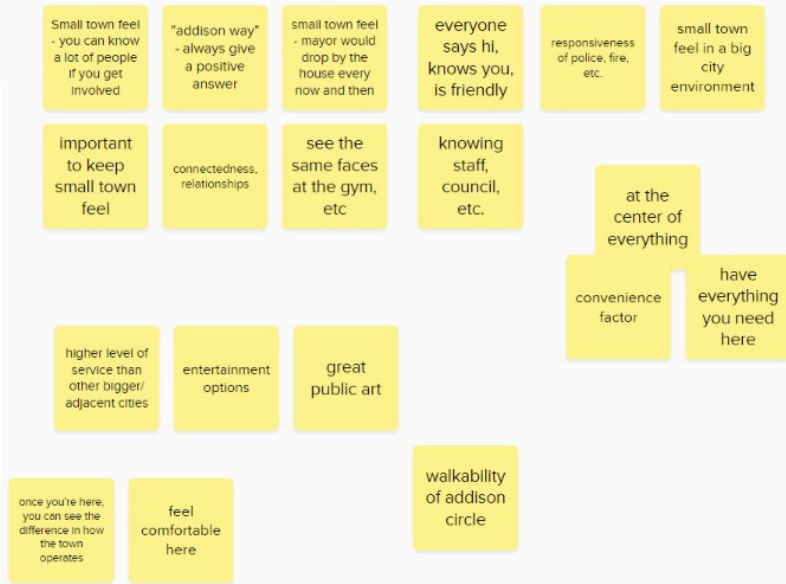 Small town feel
- you can know
a lot of people
if you get
involved
"addison way"
- always give
a positive
answer
small town feel
- mayor would
drop by the
house every
now and then
everyone
says hi,
knows you,
is friendly
responsiveness
of police, fire,
etc.
small town
feel in a big
city
environment
important
to keep
small town
feel
connectedness,
relationships
see the
same faces
at the gym,
etc
knowing
staff,
council,
etc.
at the
center of
everything
convenience
factor
have
everything
you need
here
higher level of
service than
other bigger/
adjacent cities
entertainment
options
great
public art
walkability
of addison
circle
once you're here,
you can see the
difference in how
the town
operates
feel
comfortable
here